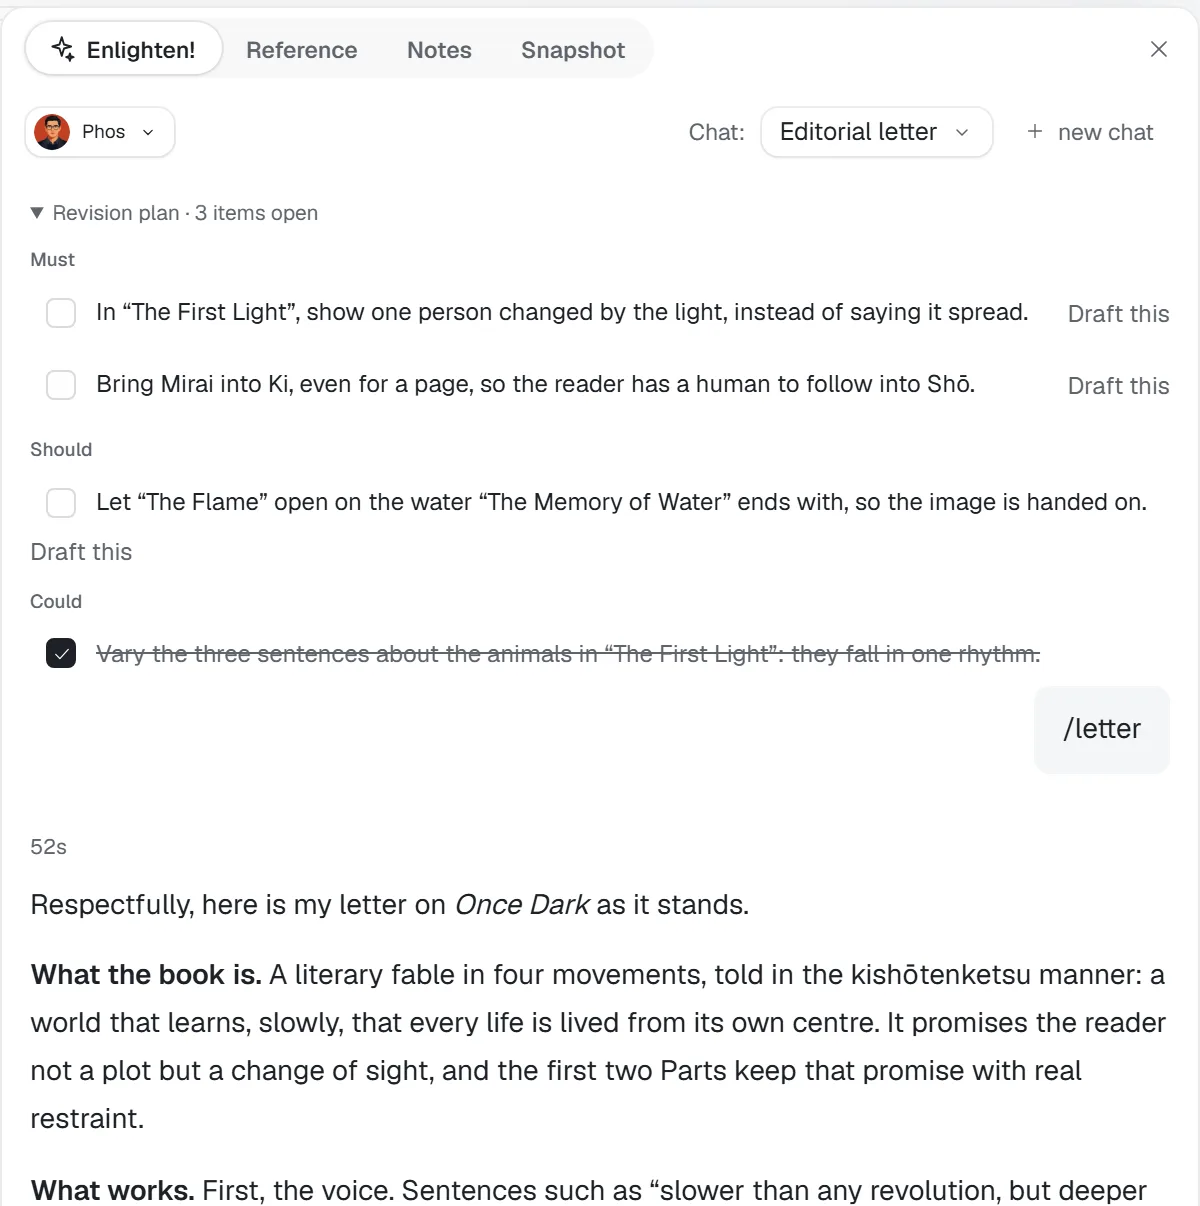 Enlighten! Reference Notes Snapshot
Phos Chat: Editorial letter + new chat
Revision plan · 3 items open
Must
In “The First Light”, show one person changed by the light, instead of saying it spread. Draft this
Bring Mirai into Ki, even for a page, so the reader has a human to follow into Shō. Draft this
Should
Let “The Flame” open on the water “The Memory of Water” ends with, so the image is handed on.
Draft this
Could
Vary the three sentences about the animals in “The First Light”: they fall in one rhythm.
/letter
52s
Respectfully, here is my letter on Once Dark as it stands.
What the book is. A literary fable in four movements, told in the kishōtenketsu manner: a
world that learns, slowly, that every life is lived from its own centre. It promises the reader
not a plot but a change of sight, and the first two Parts keep that promise with real
restraint.
What works. First, the voice. Sentences such as “slower than any revolution, but deeper